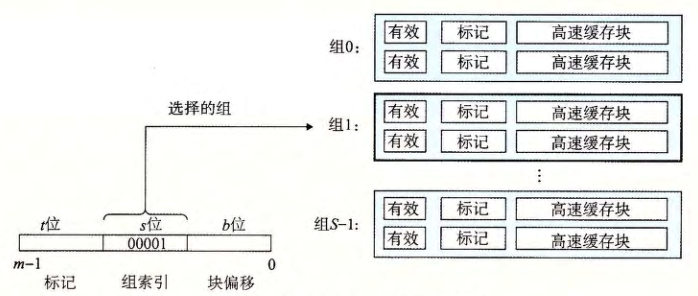 组0：
有效 标记 高速缓存块
有效 标记 高速缓存块
选择的组
组1：
有效 标记 高速缓存块
有效 标记 高速缓存块
⋮
组S-1：
有效 标记 高速缓存块
有效 标记 高速缓存块
t位 s位 b位
00001
m-1 0
标记 组索引 块偏移